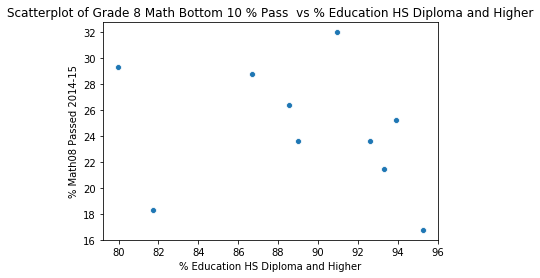 Scatterplot of Grade 8 Math Bottom 10 % Pass  vs % Education HS Diploma and Higher
32
30
28
26
24
22
20
18
16
% Math08 Passed 2014-15
80 82 84 86 88 90 92 94 96
% Education HS Diploma and Higher